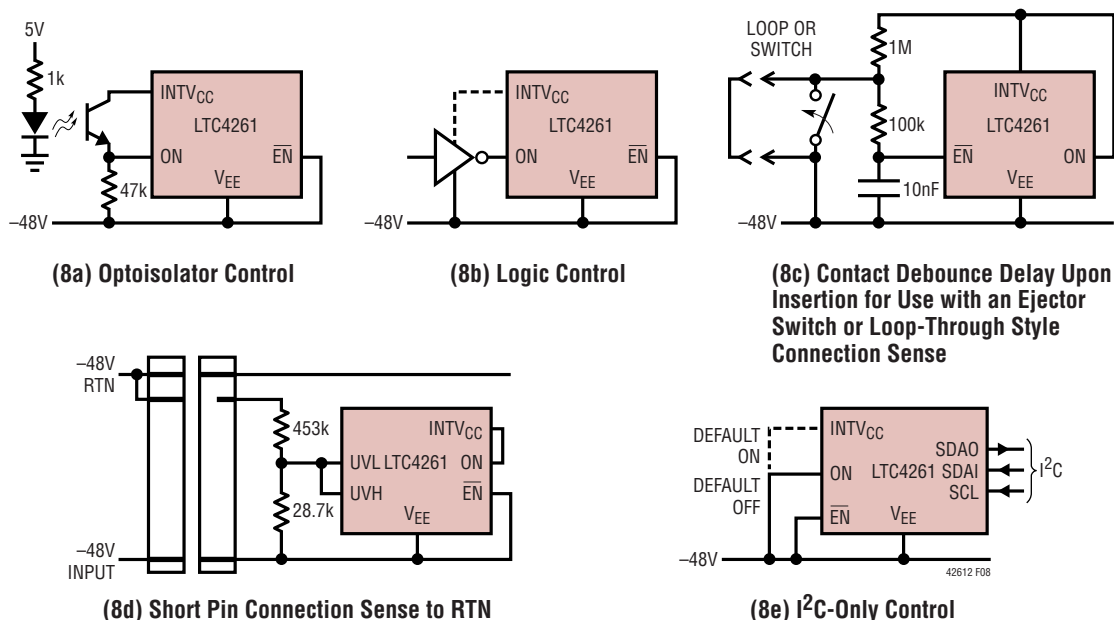 5V
1k
INTVCC
LTC4261
ON
EN
VEE
47k
–48V
(8a) Optoisolator Control
INTVCC
LTC4261
ON
EN
VEE
–48V
(8b) Logic Control
LOOP OR
SWITCH
1M
INTVCC
LTC4261
100k
EN
ON
VEE
10nF
–48V
(8c) Contact Debounce Delay Upon
Insertion for Use with an Ejector
Switch or Loop-Through Style
Connection Sense
–48V
RTN
453k
INTVCC
UVL LTC4261 ON
UVH
EN
28.7k
VEE
–48V
INPUT
(8d) Short Pin Connection Sense to RTN
DEFAULT
ON
INTVCC
SDAO
ON
LTC4261 SDAI
I2C
DEFAULT
OFF
SCL
EN
VEE
–48V
42612 F08
(8e) I2C-Only Control